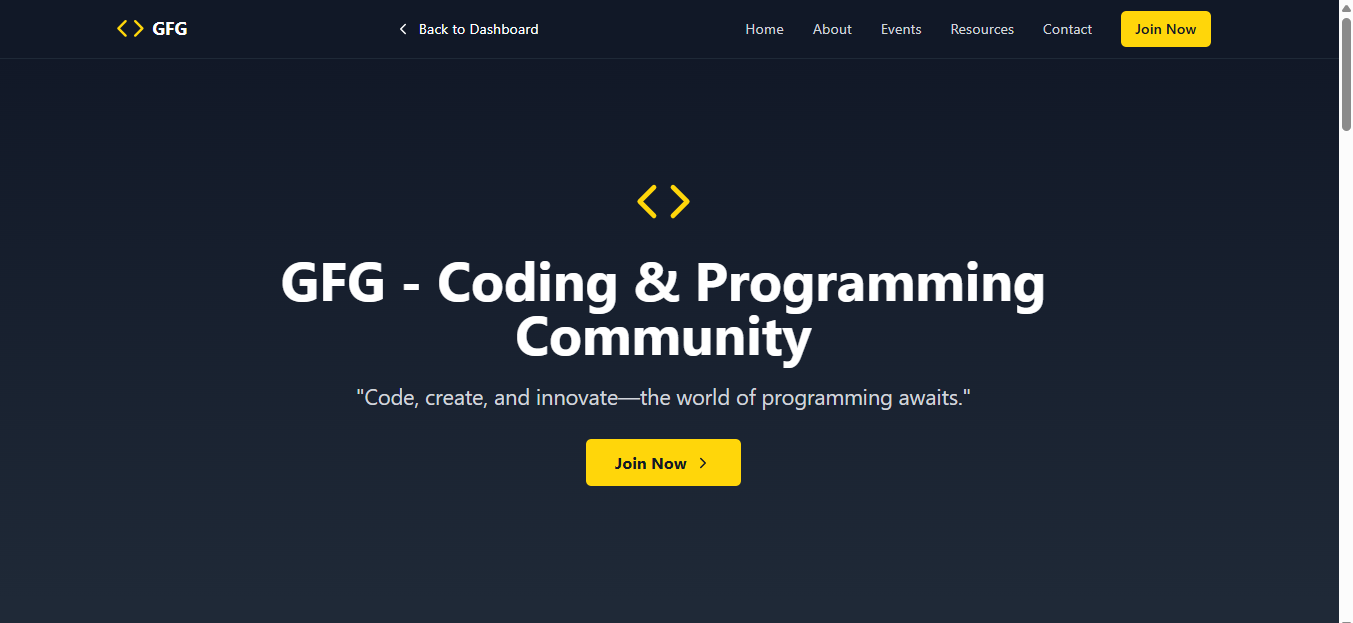 GFG
Back to Dashboard
Home About Events Resources Contact Join Now
GFG - Coding & Programming
Community
"Code, create, and innovate—the world of programming awaits."
Join Now